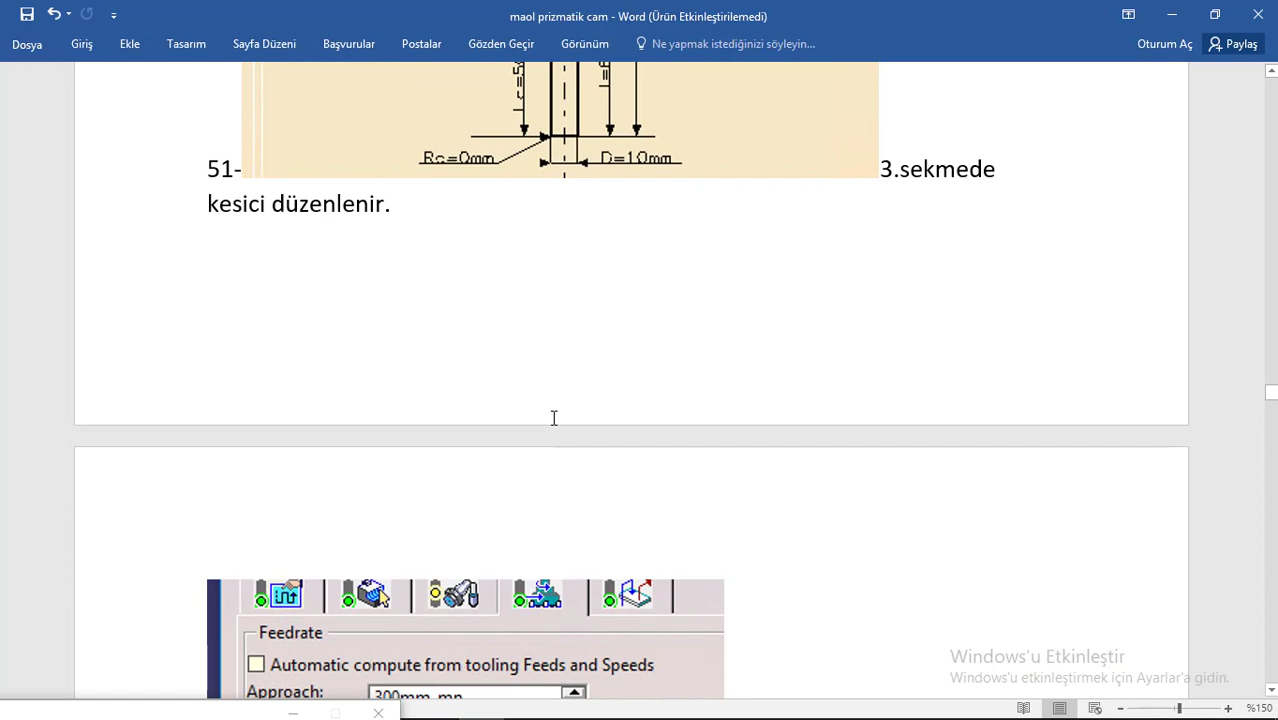 maol prizmatik cam - Word (Ürün Etkinleştirilemedi)
Dosya Giriş Ekle Tasarım Sayfa Düzeni Başvurular Postalar Gözden Geçir Görünüm Ne yapmak istediğinizi söyleyin... Oturum Aç Paylaş
Rc=0mm D=10mm
51- 3.sekmede
kesici düzenlenir.
Feedrate
Automatic compute from tooling Feeds and Speeds
Approach: 300mm_mn
Windows'u Etkinleştir
Windows'u etkinleştirmek için Ayarlar'a gidin.
%150